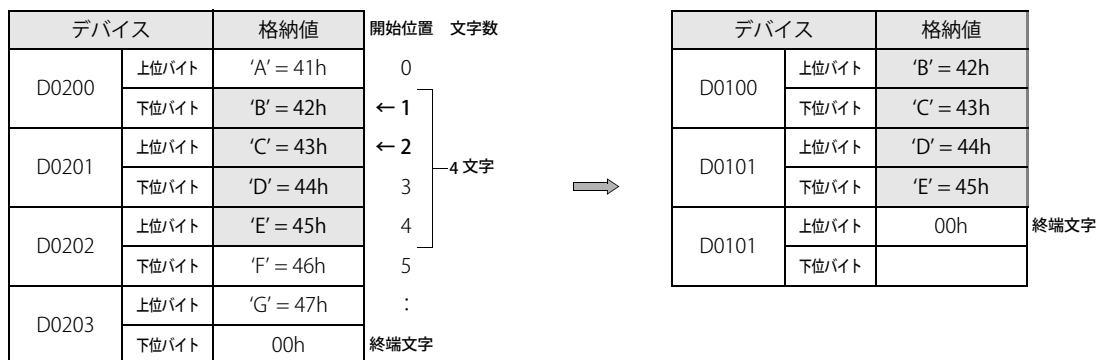 デバイス 格納値 開始位置 文字数
D0200 上位バイト ‘A’ = 41h 0
下位バイト ‘B’ = 42h ←1
D0201 上位バイト ‘C’ = 43h ←2
4 文字
下位バイト ‘D’ = 44h 3
D0202 上位バイト ‘E’ = 45h 4
下位バイト ‘F’ = 46h 5
D0203 上位バイト ‘G’ = 47h :
下位バイト 00h 終端文字
デバイス 格納値
D0100 上位バイト ‘B’ = 42h
下位バイト ‘C’ = 43h
D0101 上位バイト ‘D’ = 44h
下位バイト ‘E’ = 45h
D0101 上位バイト 00h 終端文字
下位バイト